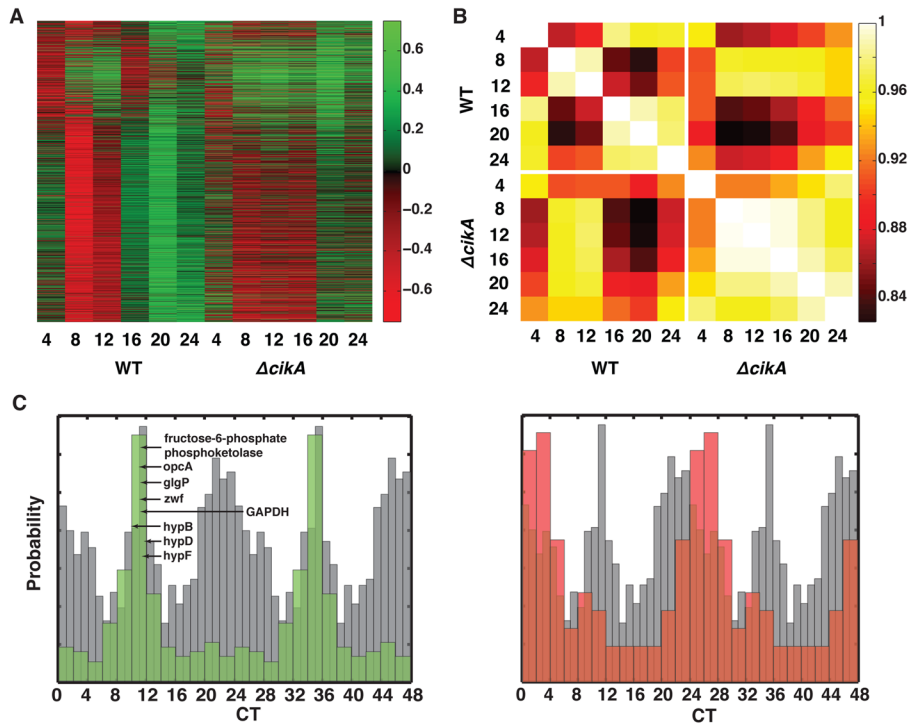 A
0.6
0.4
0.2
0
−0.2
−0.4
−0.6
4 8 12 16 20 24 4 8 12 16 20 24
WT ΔcikA
B
4
8
12
16
20
24
WT
4
8
12
16
20
24
ΔcikA
1
0.96
0.92
0.88
0.84
4 8 12 16 20 24 4 8 12 16 20 24
WT ΔcikA
C
Probability
fructose-6-phosphate
phosphoketolase
opcA
glgP
zwf
GAPDH
hypB
hypD
hypF
0 4 8 12 16 20 24 28 32 36 40 44 48
CT
0 4 8 12 16 20 24 28 32 36 40 44 48
CT